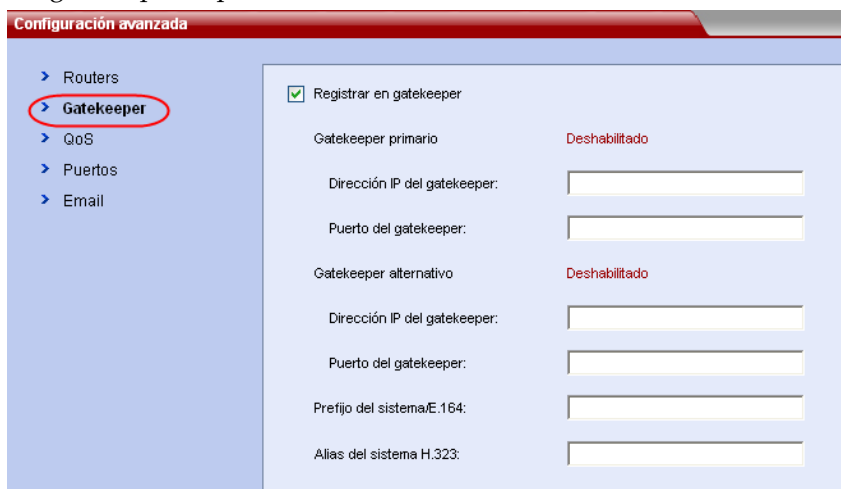 Configuración avanzada
Routers
Gatekeeper
QoS
Puertos
Email
Registrar en gatekeeper
Gatekeeper primario Deshabilitado
Dirección IP del gatekeeper:
Puerto del gatekeeper:
Gatekeeper alternativo Deshabilitado
Dirección IP del gatekeeper:
Puerto del gatekeeper:
Prefijo del sistema/E.164:
Alias del sistema H.323: